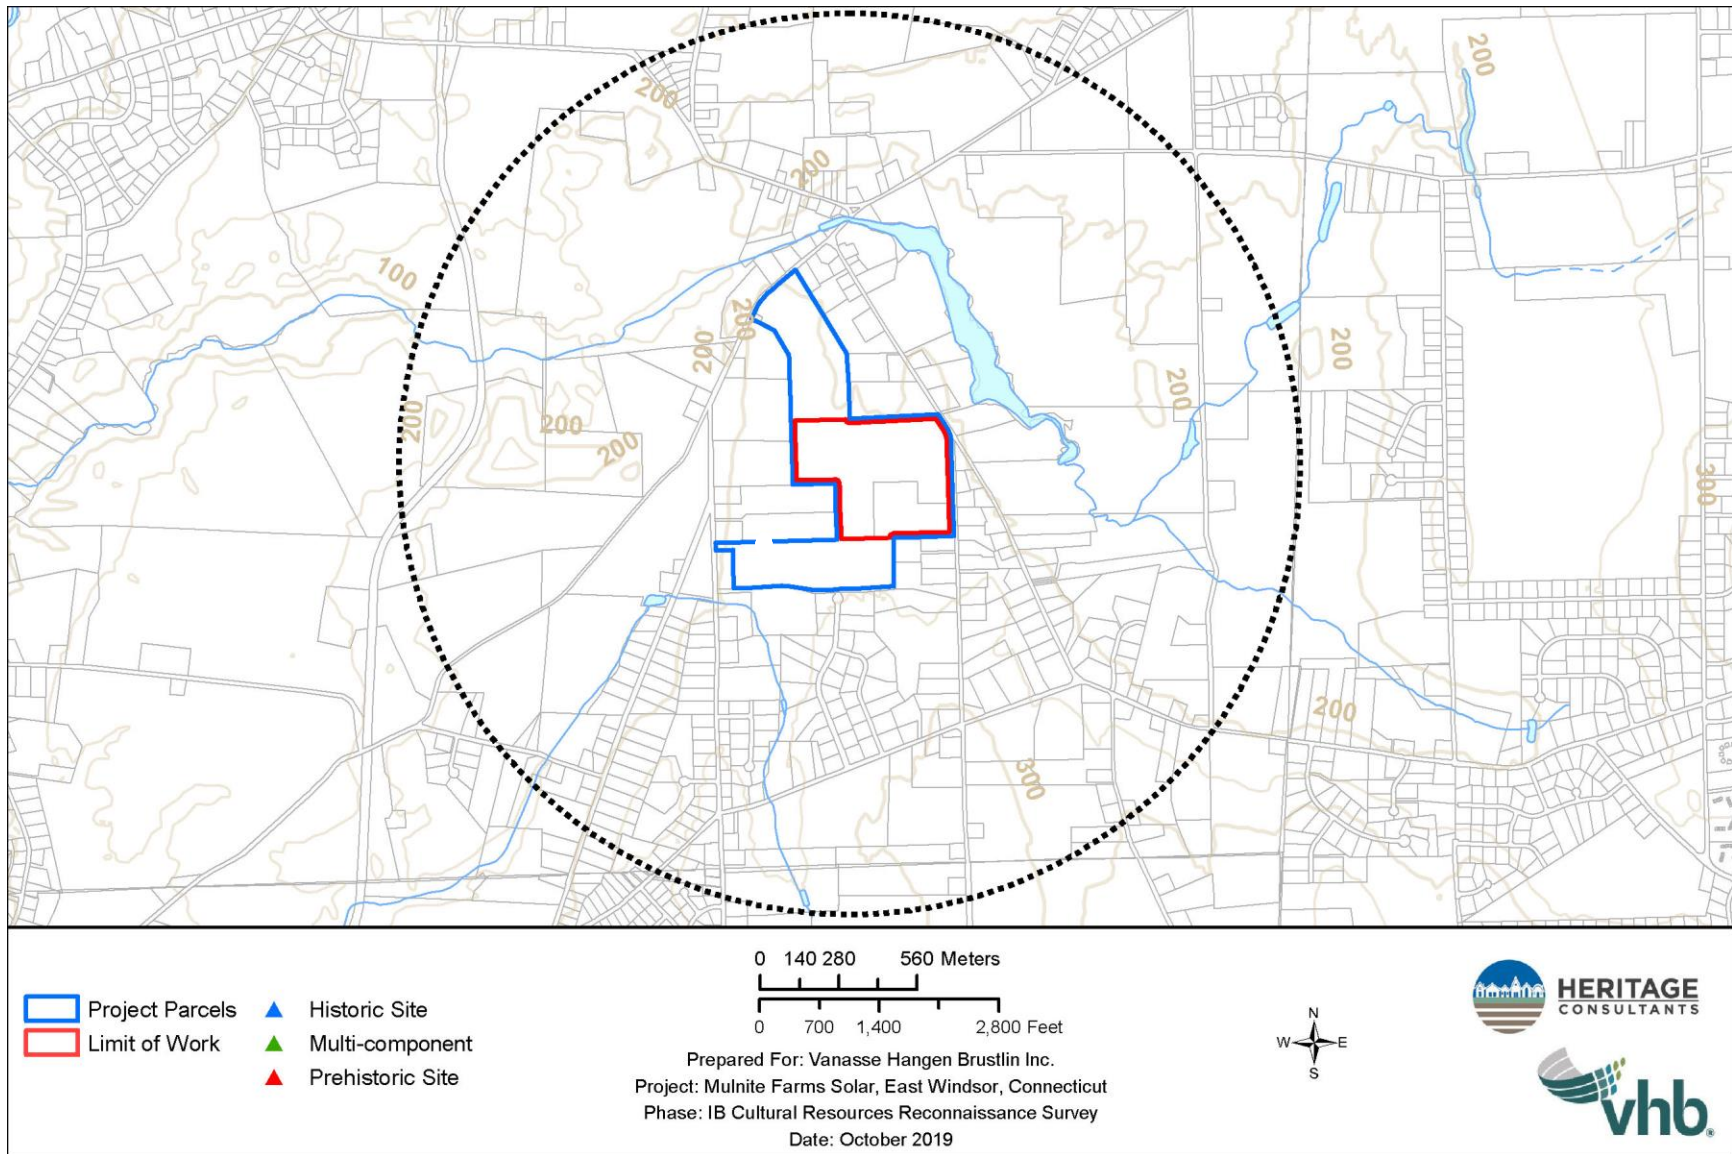 200
200
200
100
200
200
200
200
200
200
200
200
300
200
300
0 140 280 560 Meters
0 700 1,400 2,800 Feet
Project Parcels
Limit of Work
Historic Site
Multi-component
Prehistoric Site
Prepared For: Vanasse Hangen Brustlin Inc.
Project: Mulnite Farms Solar, East Windsor, Connecticut
Phase: IB Cultural Resources Reconnaissance Survey
Date: October 2019
N
W E
S
HERITAGE
CONSULTANTS
vhb®